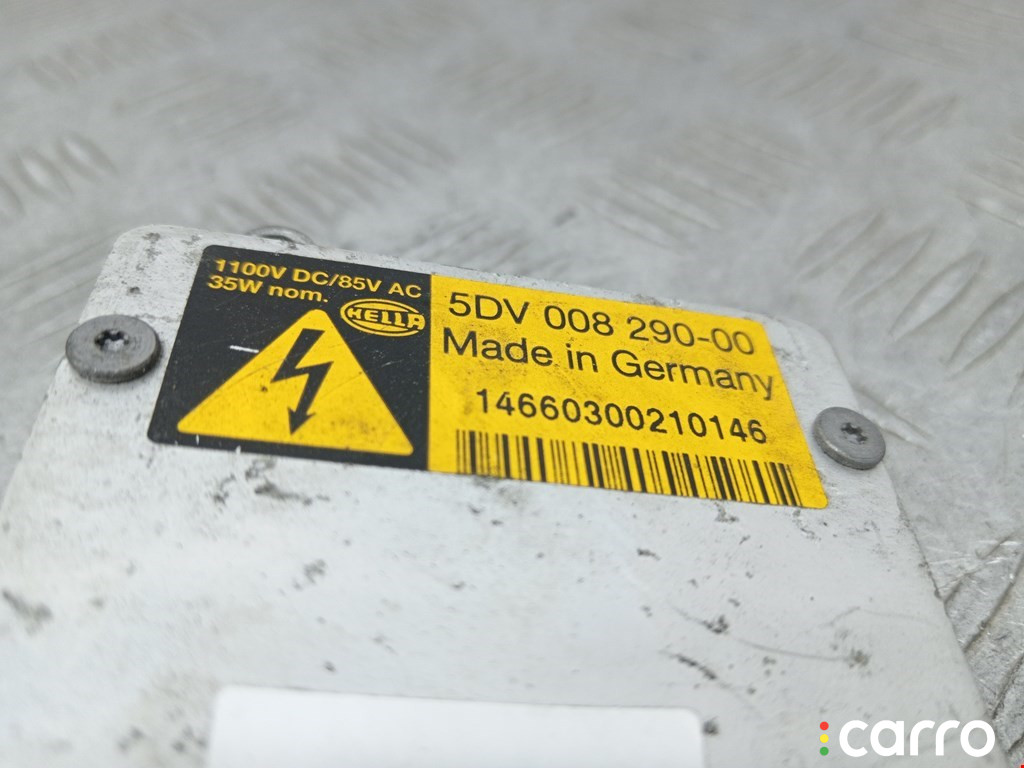 1100V DC/85V AC
35W nom.
HELLA
5DV 008 290-00
Made in Germany
14660300210146
carro